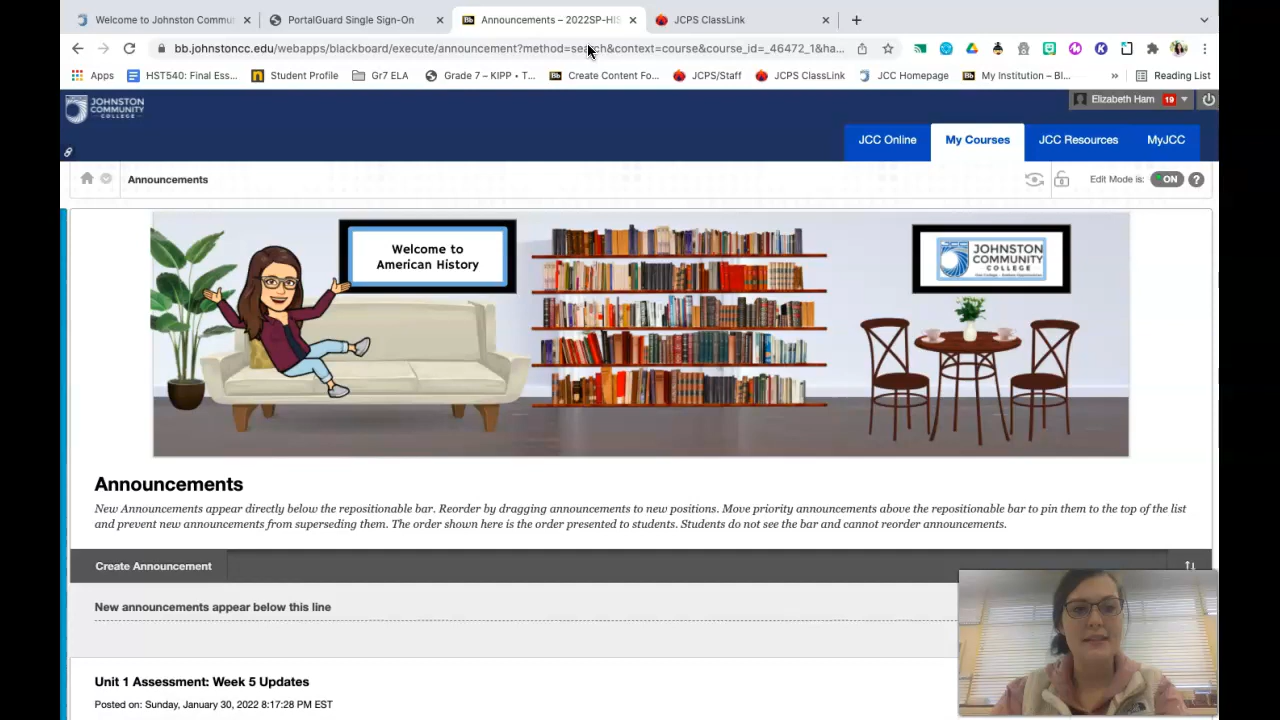 Welcome to Johnston Commu
PortalGuard Single Sign-On
Bb Announcements – 2022SP-HIS
JCPS ClassLink
bb.johnstoncc.edu/webapps/blackboard/execute/announcement?method=search&context=course&course_id=_46472_1&ha...
Apps HST540: Final Ess... Student Profile Gr7 ELA Grade 7 – KIPP • T... Bb Create Content Fo... JCPS/Staff JCPS ClassLink JCC Homepage Bb My Institution – Bl... » Reading List
JOHNSTON
COMMUNITY
COLLEGE
Elizabeth Ham 19
JCC Online My Courses JCC Resources MyJCC
Announcements
Edit Mode is: ON ?
Welcome to
American History
JOHNSTON
COMMUNITY
COLLEGE
Announcements
New Announcements appear directly below the repositionable bar. Reorder by dragging announcements to new positions. Move priority announcements above the repositionable bar to pin them to the top of the list
and prevent new announcements from superseding them. The order shown here is the order presented to students. Students do not see the bar and cannot reorder announcements.
Create Announcement
New announcements appear below this line
Unit 1 Assessment: Week 5 Updates
Posted on: Sunday, January 30, 2022 8:17:28 PM EST